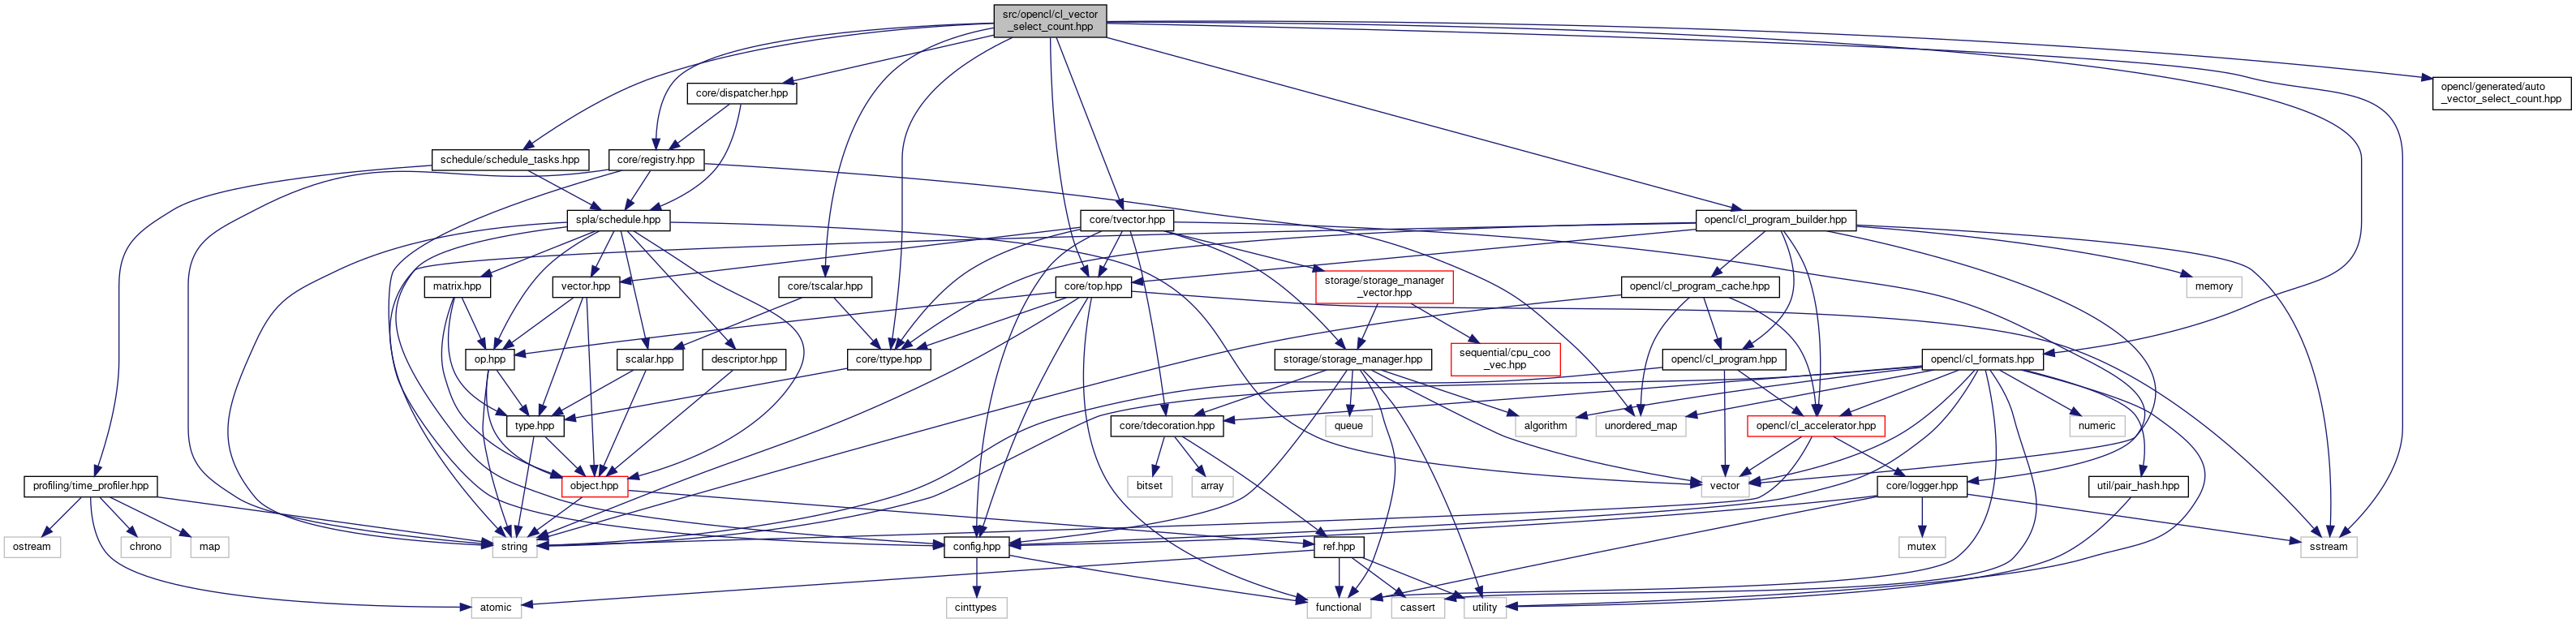 src/opencl/cl_vector
_select_count.hpp
opencl/generated/auto
_vector_select_count.hpp
core/dispatcher.hpp
schedule/schedule_tasks.hpp
core/registry.hpp
spla/schedule.hpp
core/tvector.hpp
opencl/cl_program_builder.hpp
matrix.hpp
vector.hpp
core/tscalar.hpp
core/top.hpp
storage/storage_manager
_vector.hpp
opencl/cl_program_cache.hpp
memory
op.hpp
scalar.hpp
descriptor.hpp
core/ttype.hpp
storage/storage_manager.hpp
sequential/cpu_coo
_vec.hpp
opencl/cl_program.hpp
opencl/cl_formats.hpp
type.hpp
core/tdecoration.hpp
queue
algorithm
unordered_map
opencl/cl_accelerator.hpp
numeric
profiling/time_profiler.hpp
object.hpp
bitset
array
vector
core/logger.hpp
util/pair_hash.hpp
ostream
chrono
map
string
config.hpp
ref.hpp
mutex
sstream
atomic
cinttypes
functional
cassert
utility